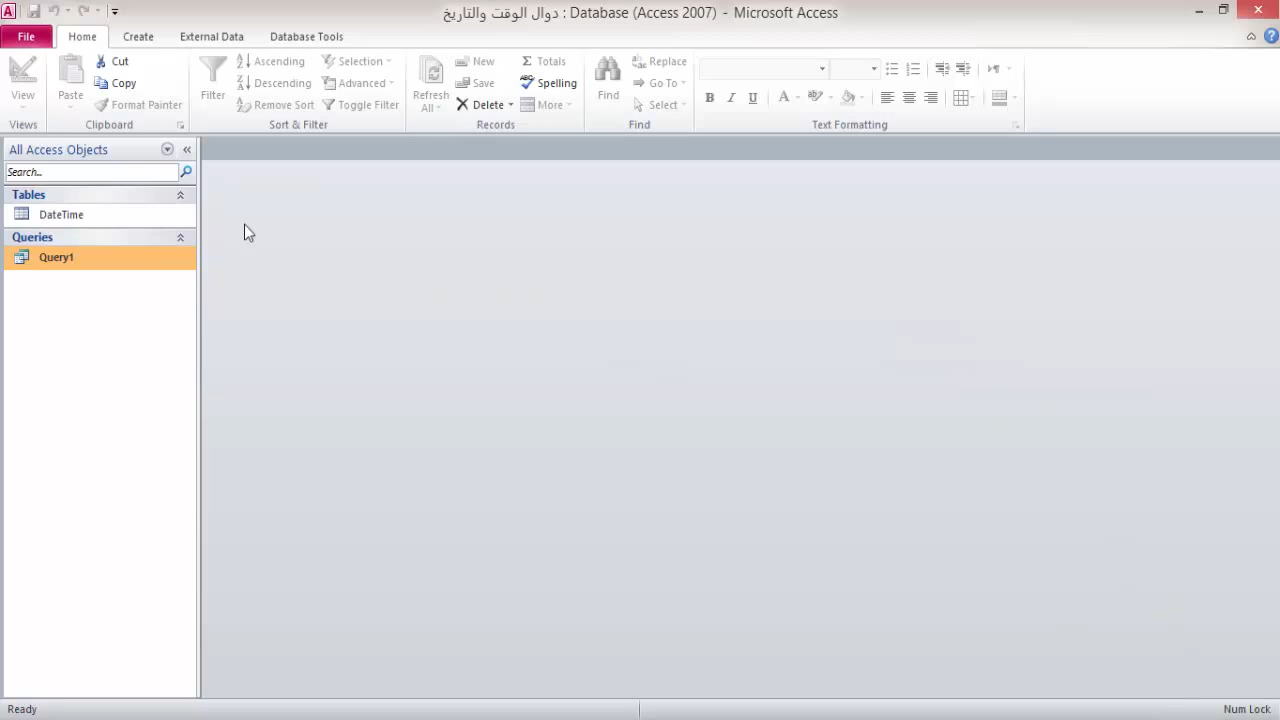 دوال الوقت والتاريخ : Database (Access 2007) - Microsoft Access
File Home Create External Data Database Tools
View
Views
Paste
Cut
Copy
Format Painter
Clipboard
Filter
Ascending
Descending
Remove Sort
Selection
Advanced
Toggle Filter
Sort & Filter
Refresh All
New
Save
Delete
Totals
Spelling
More
Records
Find
Replace
Go To
Select
Find
B I U A
Text Formatting
All Access Objects
Search...
Tables
DateTime
Queries
Query1
Ready
Num Lock